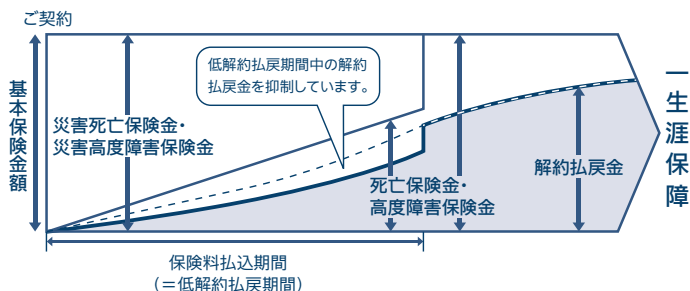 ご契約
基本保険金額
災害死亡保険金・
災害高度障害保険金
低解約払戻期間中の解約
払戻金を抑制しています。
死亡保険金・
高度障害保険金
解約払戻金
一生涯保障
保険料払込期間
(＝低解約払戻期間)